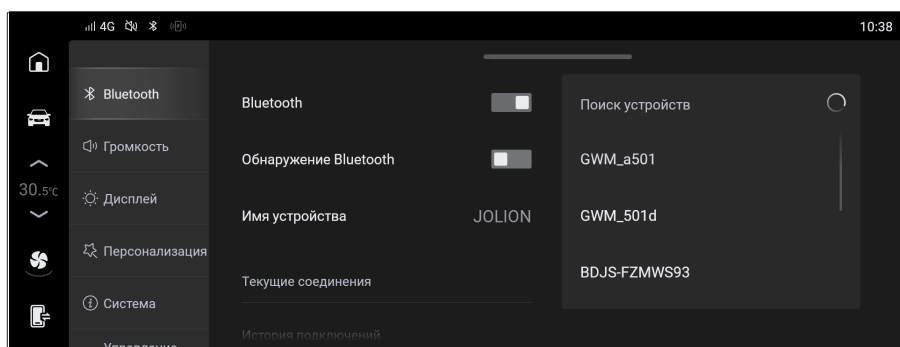 4G
10:38
Bluetooth
Громкость
30.5°C
Дисплей
Персонализация
Система
Управление
Bluetooth
Обнаружение Bluetooth
Имя устройства JOLION
Текущие соединения
История подключений
Поиск устройств
GWM_a501
GWM_501d
BDJS-FZMWS93